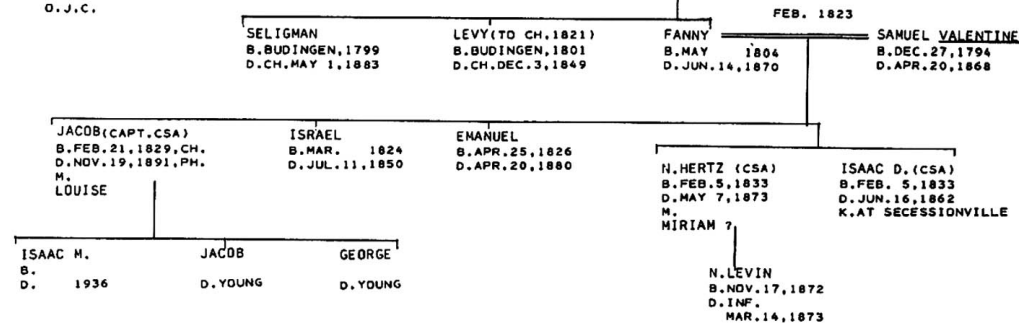 O.J.C.
FEB. 1823
SELIGMAN
B.BUDINGEN,1799
D.CH.MAY 1,1883
LEVY(TO CH,1821)
B.BUDINGEN,1801
D.CH.DEC.3,1849
FANNY
B.MAY 1804
D.JUN.14,1870
SAMUEL VALENTINE
B.DEC.27,1794
D.APR.20,1868
JACOB(CAPT.CSA)
B.FEB.21,1829,CH.
D.NOV.19,1891,PH.
M.
LOUISE
ISRAEL
B.MAR. 1824
D.JUL.11,1850
EMANUEL
B.APR.25,1826
D.APR.20,1880
N.HERTZ (CSA)
B.FEB.5,1833
D.MAY 7,1873
M.
MIRIAM ?
ISAAC D.(CSA)
B.FEB. 5,1833
D.JUN.16,1862
K.AT SECESSIONVILLE
ISAAC M.
B.
D. 1936
JACOB
D.YOUNG
GEORGE
D.YOUNG
N.LEVIN
B.NOV.17,1872
D.INF.
MAR.14,1873